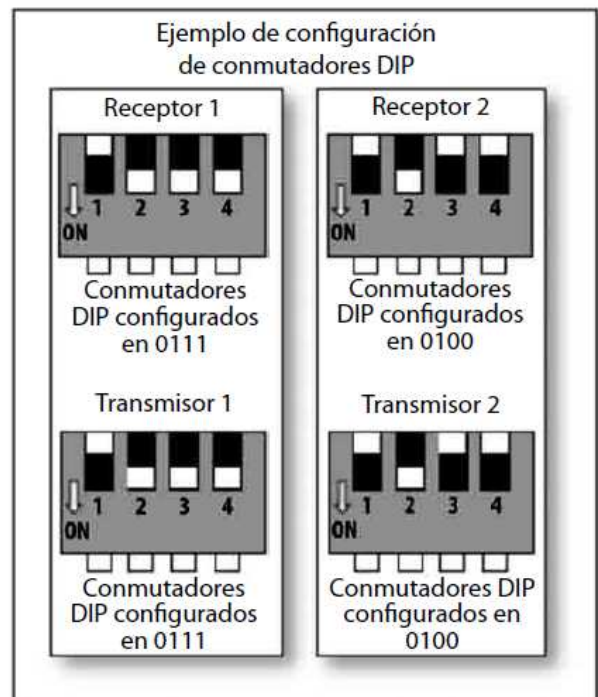 Ejemplo de configuración
de conmutadores DIP
Receptor 1
1 2 3 4
ON
Conmutadores
DIP configurados
en 0111
Receptor 2
1 2 3 4
ON
Conmutadores
DIP configurados
en 0100
Transmisor 1
1 2 3 4
ON
Conmutadores
DIP configurados
en 0111
Transmisor 2
1 2 3 4
ON
Conmutadores DIP
configurados en
0100